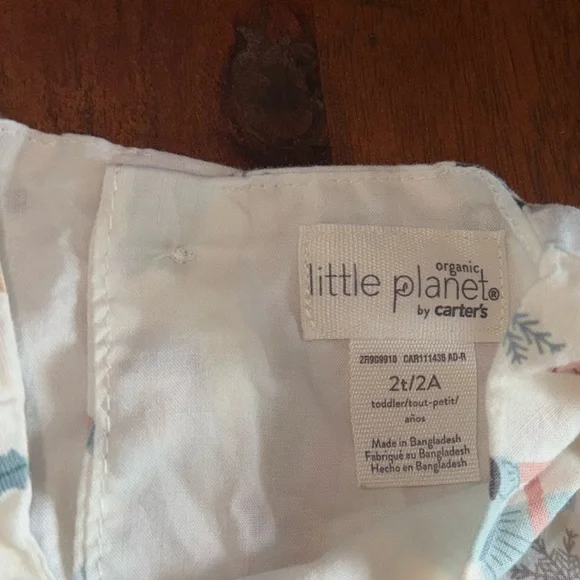 organic
little planet®
by carter's
2R909910 CAR111436 AD-R
2t/2A
toddler/tout-petit/
años
Made in Bangladesh
Fabriqué au Bangladesh
Hecho en Bangladesh